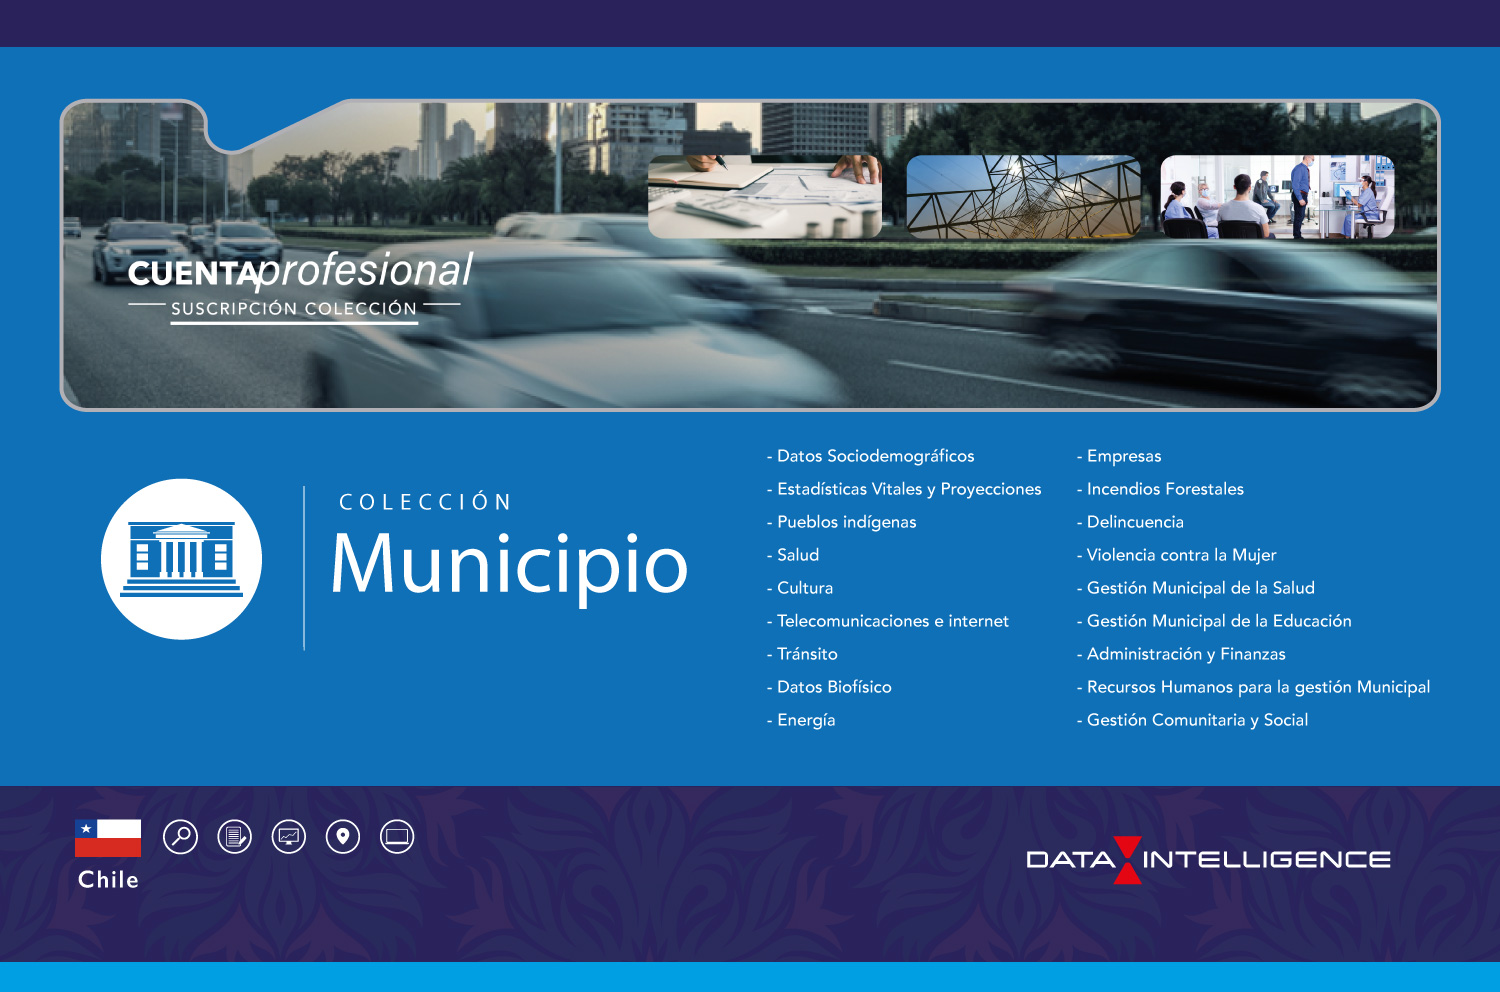 CUENTAprofesional
SUSCRIPCIÓN COLECCIÓN
COLECCIÓN
Municipio
- Datos Sociodemográficos
- Estadísticas Vitales y Proyecciones
- Pueblos indígenas
- Salud
- Cultura
- Telecomunicaciones e internet
- Tránsito
- Datos Biofísico
- Energía
- Empresas
- Incendios Forestales
- Delincuencia
- Violencia contra la Mujer
- Gestión Municipal de la Salud
- Gestión Municipal de la Educación
- Administración y Finanzas
- Recursos Humanos para la gestión Municipal
- Gestión Comunitaria y Social
Chile
DATA INTELLIGENCE